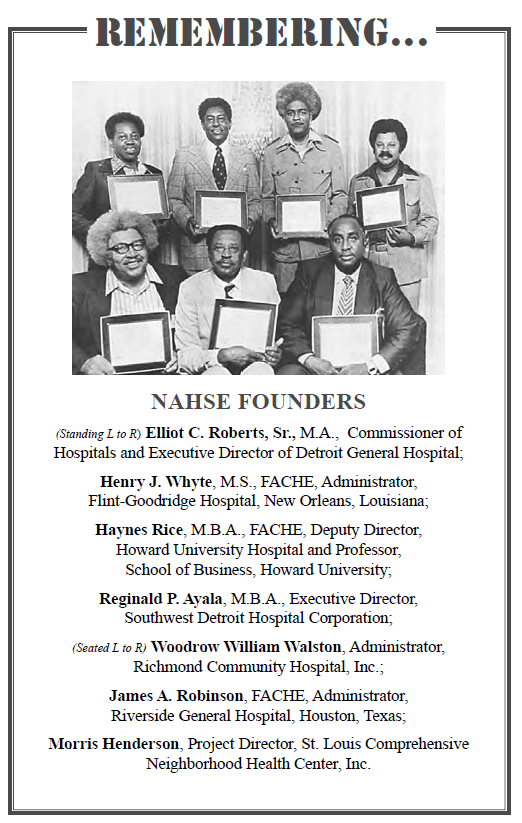 REMEMBERING...
NAHSE FOUNDERS
(Standing L to R) Elliot C. Roberts, Sr., M.A., Commissioner of
Hospitals and Executive Director of Detroit General Hospital;
Henry J. Whyte, M.S., FACHE, Administrator,
Flint-Goodridge Hospital, New Orleans, Louisiana;
Haynes Rice, M.B.A., FACHE, Deputy Director,
Howard University Hospital and Professor,
School of Business, Howard University;
Reginald P. Ayala, M.B.A., Executive Director,
Southwest Detroit Hospital Corporation;
(Seated L to R) Woodrow William Walston, Administrator,
Richmond Community Hospital, Inc.;
James A. Robinson, FACHE, Administrator,
Riverside General Hospital, Houston, Texas;
Morris Henderson, Project Director, St. Louis Comprehensive
Neighborhood Health Center, Inc.